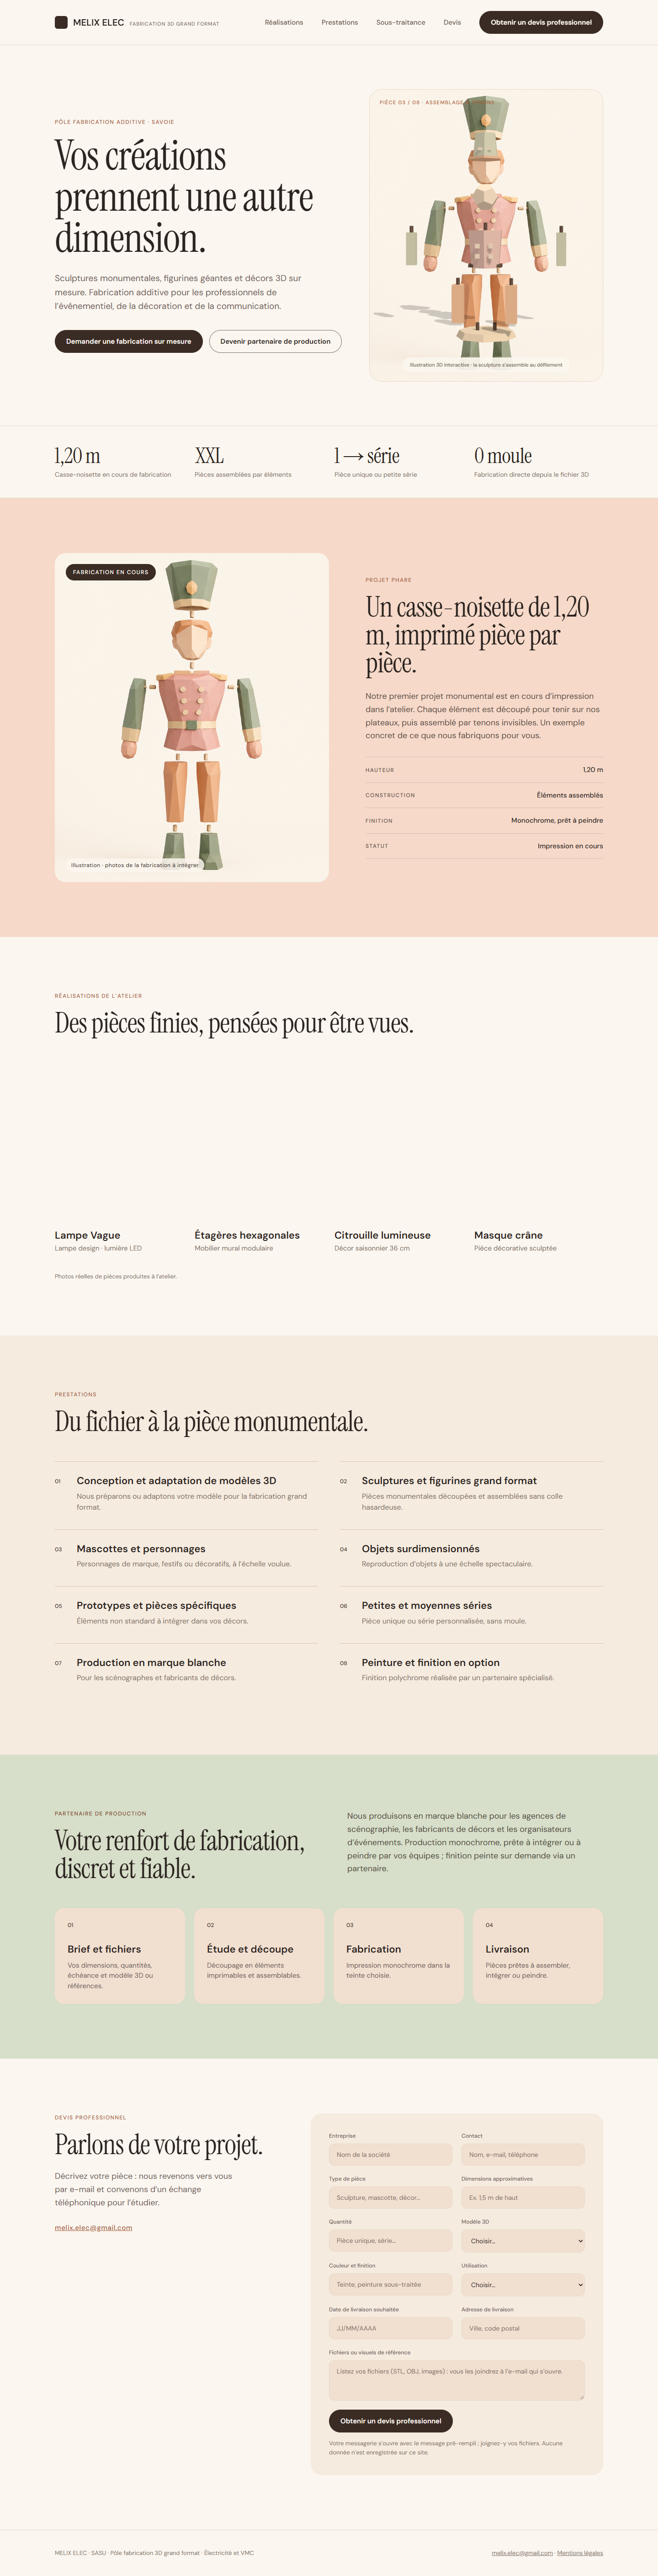 MELIX ELEC FABRICATION 3D GRAND FORMAT
Réalisations
Prestations
Sous-traitance
Devis
Obtenir un devis professionnel
PÔLE FABRICATION ADDITIVE · SAVOIE
Vos créations
prennent une autre
dimension.
Sculptures monumentales, figurines géantes et décors 3D sur
mesure. Fabrication additive pour les professionnels de
l’événementiel, de la décoration et de la communication.
Demander une fabrication sur mesure
Devenir partenaire de production
PIÈCE 03 / 08 · ASSEMBLAGE
Illustration 3D interactive · la sculpture s’assemble au défilement
1,20 m
Casse-noisette en cours de fabrication
XXL
Pièces assemblées par éléments
1 → série
Pièce unique ou petite série
0 moule
Fabrication directe depuis le fichier 3D
FABRICATION EN COURS
Illustration · photos de la fabrication à intégrer
PROJET PHARE
Un casse-noisette de 1,20
m, imprimé pièce par
pièce.
Notre premier projet monumental est en cours d’impression
dans l’atelier. Chaque élément est découpé pour tenir sur nos
plateaux, puis assemblé par tenons invisibles. Un exemple
concret de ce que nous fabriquons pour vous.
HAUTEUR 1,20 m
CONSTRUCTION Éléments assemblés
FINITION Monochrome, prêt à peindre
STATUT Impression en cours
RÉALISATIONS DE L’ATELIER
Des pièces finies, pensées pour être vues.
Lampe Vague
Lampe design · lumière LED
Étagères hexagonales
Mobilier mural modulaire
Citrouille lumineuse
Décor saisonnier 36 cm
Masque crâne
Pièce décorative sculptée
Photos réelles de pièces produites à l’atelier.
PRESTATIONS
Du fichier à la pièce monumentale.
01 Conception et adaptation de modèles 3D
Nous préparons ou adaptons votre modèle pour la fabrication grand
format.
02 Sculptures et figurines grand format
Pièces monumentales découpées et assemblées sans colle
hasardeuse.
03 Mascottes et personnages
Personnages de marque, festifs ou décoratifs, à l’échelle voulue.
04 Objets surdimensionnés
Reproduction d’objets à une échelle spectaculaire.
05 Prototypes et pièces spécifiques
Éléments non standard à intégrer dans vos décors.
06 Petites et moyennes séries
Pièce unique ou série personnalisée, sans moule.
07 Production en marque blanche
Pour les scénographes et fabricants de décors.
08 Peinture et finition en option
Finition polychrome réalisée par un partenaire spécialisé.
PARTENAIRE DE PRODUCTION
Votre renfort de fabrication,
discret et fiable.
Nous produisons en marque blanche pour les agences de
scénographie, les fabricants de décors et les organisateurs
d’événements. Production monochrome, prête à intégrer ou à
peindre par vos équipes ; finition peinte sur demande via un
partenaire.
01
Brief et fichiers
Vos dimensions, quantités,
échéance et modèle 3D ou
références.
02
Étude et découpe
Découpage en éléments
imprimables et assemblables.
03
Fabrication
Impression monochrome dans la
teinte choisie.
04
Livraison
Pièces prêtes à assembler,
intégrer ou peindre.
DEVIS PROFESSIONNEL
Parlons de votre projet.
Décrivez votre pièce : nous revenons vers vous
par e-mail et convenons d’un échange
téléphonique pour l’étudier.
melix.elec@gmail.com
Entreprise
Nom de la société
Contact
Nom, e-mail, téléphone
Type de pièce
Sculpture, mascotte, décor…
Dimensions approximatives
Ex. 1,5 m de haut
Quantité
Pièce unique, série…
Modèle 3D
Choisir…
Couleur et finition
Teinte, peinture sous-traitée
Utilisation
Choisir…
Date de livraison souhaitée
JJ/MM/AAAA
Adresse de livraison
Ville, code postal
Fichiers ou visuels de référence
Listez vos fichiers (STL, OBJ, images) : vous les joindrez à l’e-mail qui s’ouvre.
Obtenir un devis professionnel
Votre messagerie s’ouvre avec le message pré-rempli ; joignez-y vos fichiers. Aucune
donnée n’est enregistrée sur ce site.
MELIX ELEC · SASU · Pôle fabrication 3D grand format · Électricité et VMC
melix.elec@gmail.com · Mentions légales